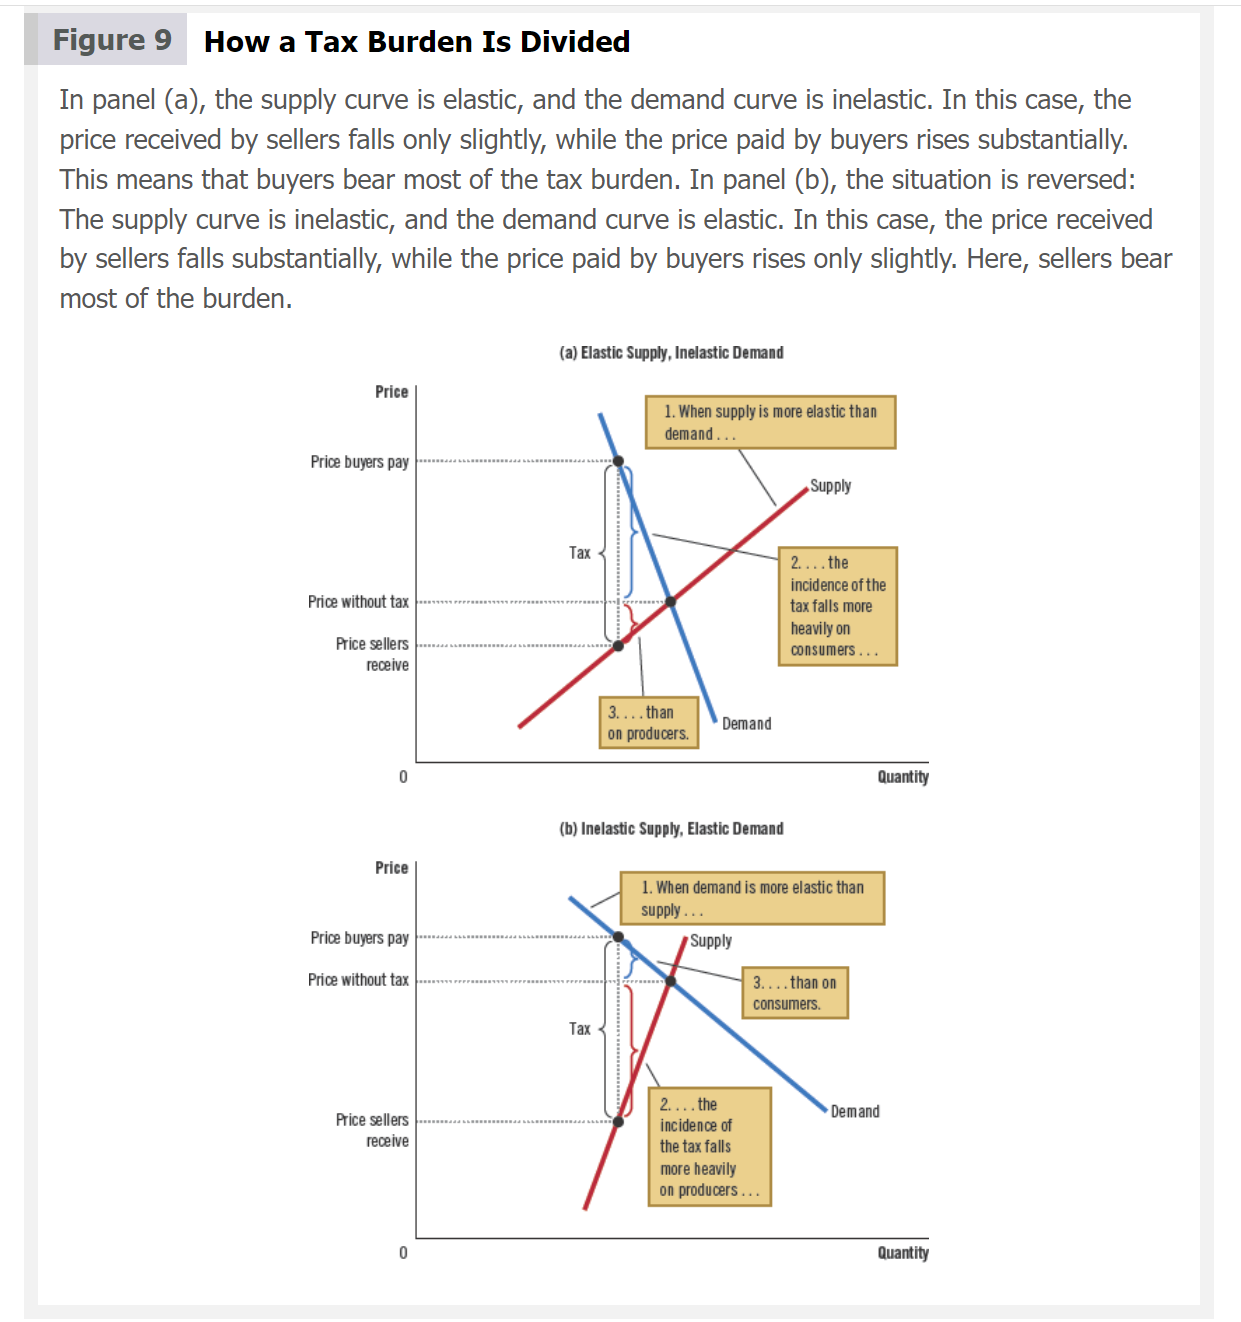 Figure 9 How a Tax Burden Is Divided
In panel (a), the supply curve is elastic, and the demand curve is inelastic. In this case, the
price received by sellers falls only slightly, while the price paid by buyers rises substantially.
This means that buyers bear most of the tax burden. In panel (b), the situation is reversed:
The supply curve is inelastic, and the demand curve is elastic. In this case, the price received
by sellers falls substantially, while the price paid by buyers rises only slightly. Here, sellers bear
most of the burden.
(a) Elastic Supply, Inelastic Demand
Price
1. When supply is more elastic than
demand . . .
Price buyers pay
Supply
Tax
2. . . . the
incidence of the
tax falls more
heavily on
consumers . . .
Price without tax
Price sellers
receive
3. . . . than
on producers.
Demand
0
Quantity
(b) Inelastic Supply, Elastic Demand
Price
1. When demand is more elastic than
supply . . .
Price buyers pay
Supply
Price without tax
3. . . . than on
consumers.
Tax
2. . . . the
incidence of
the tax falls
more heavily
on producers . . .
Demand
Price sellers
receive
0
Quantity